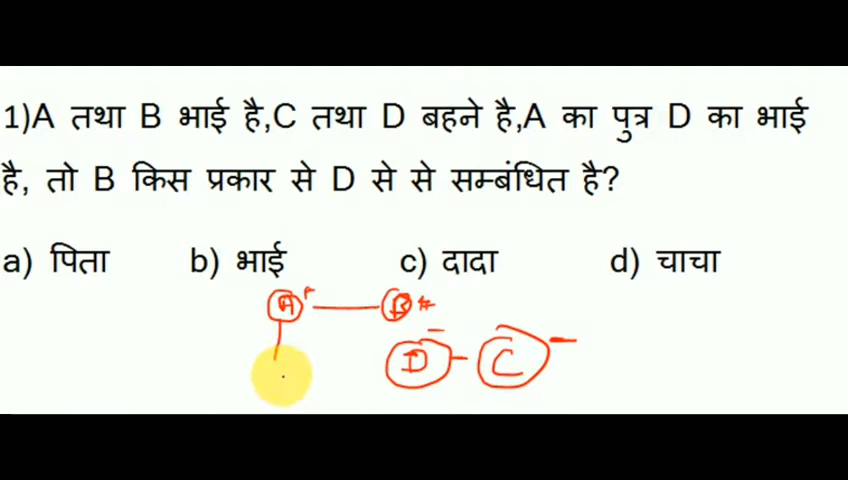 1)A तथा B भाई है,C तथा D बहने है,A का पुत्र D का भाई
है, तो B किस प्रकार से D से से सम्बंधित है?
a) पिता b) भाई c) दादा d) चाचा
A + B +
D - C -